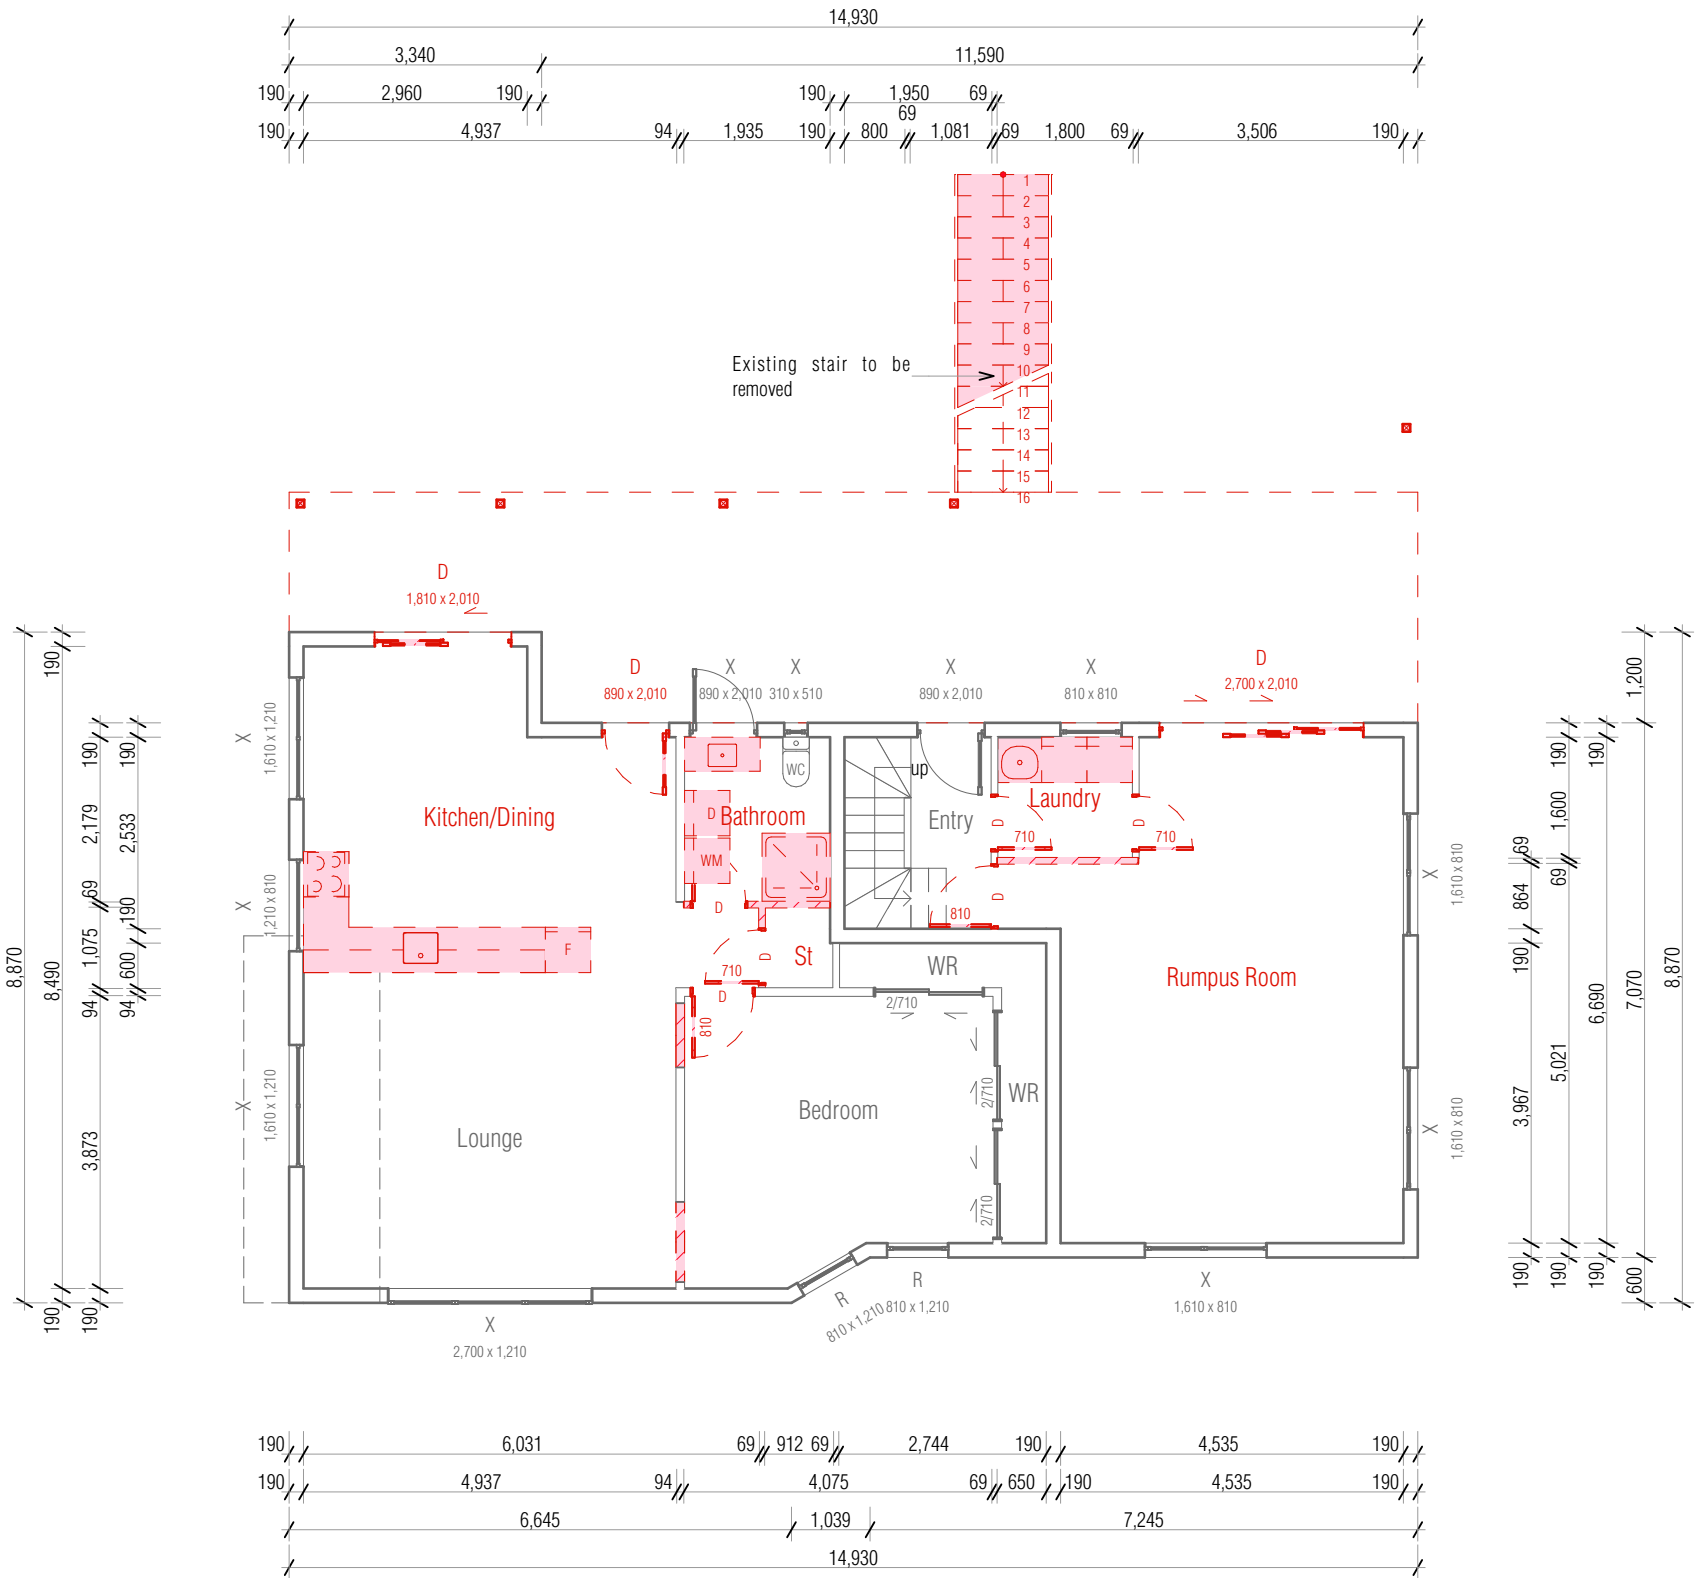 14,930
3,340 11,590
190 2,960 190 190 1,950 69
69
190 4,937 94 1,935 190 800 1,081 69 1,800 69 3,506 190
1
2
3
4
5
6
7
8
9
10
11
12
13
14
15
16
Existing stair to be
removed
D
1,810 x 2,010
D
890 x 2,010
X
890 x 2,010
X
310 x 510
X
890 x 2,010
X
810 x 810
D
2,700 x 2,010
X
1,610 x 1,210
X
1,210 x 810
X
1,610 x 1,210
Kitchen/Dining
F
Lounge
WC
D
Bathroom
WM
D
710
D
St
D
810
up
Entry
Laundry
D
710
D
710
D
810
WR
2/710
WR
2/710
2/710
Bedroom
Rumpus Room
X
1,610 x 810
X
1,610 x 810
X
2,700 x 1,210
R
810 x 1,210
R
810 x 1,210
X
1,610 x 810
8,870
190
8,490
190
190
2,179
69
1,075
94
3,873
190
190
2,533
190
600
94
69
864
190
3,967
190
190
1,600
69
5,021
190
190
6,690
190
1,200
7,070
600
8,870
190 6,031 69 912 69 2,744 190 4,535 190
190 4,937 94 4,075 69 650 190 4,535 190
6,645 1,039 7,245
14,930